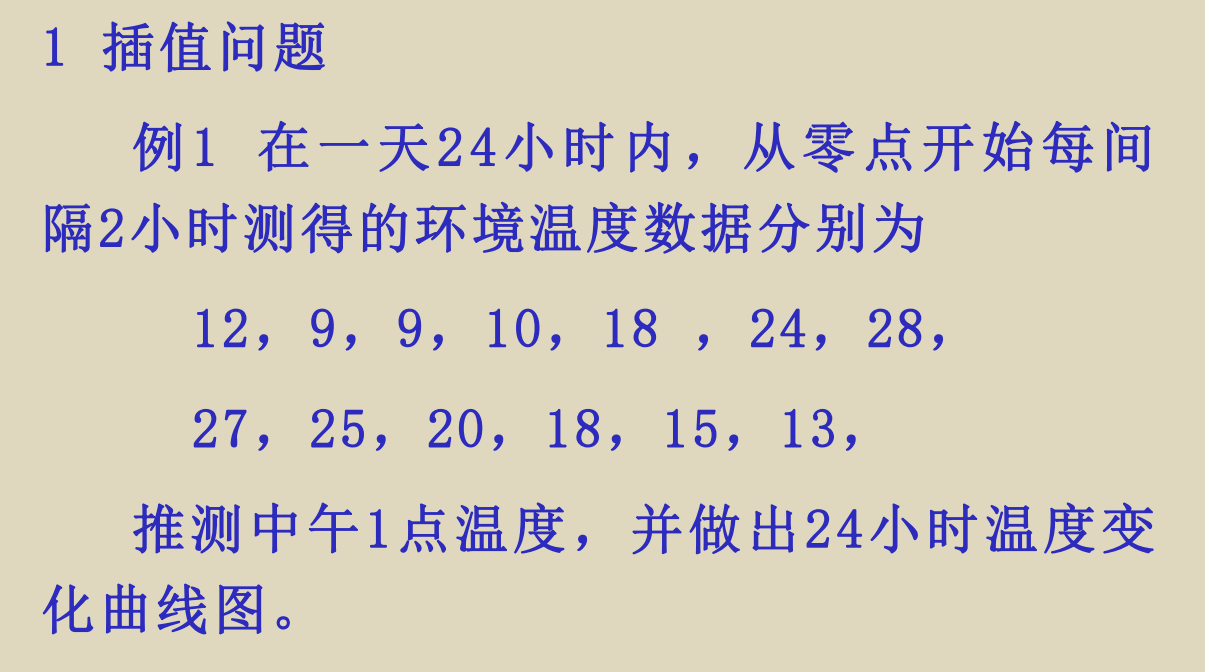 1 插值问题
例1 在一天24小时内，从零点开始每间
隔2小时测得的环境温度数据分别为
12，9，9，10，18 ，24，28，
27，25，20，18，15，13，
推测中午1点温度，并做出24小时温度变
化曲线图。